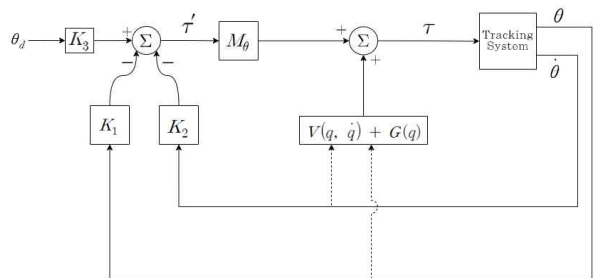 θ_d
K_3
+
Σ
−
−
τ′
M_θ
+
Σ
+
τ
Tracking
System
θ
θ̇
K_1
K_2
V(q, q̇) + G(q)